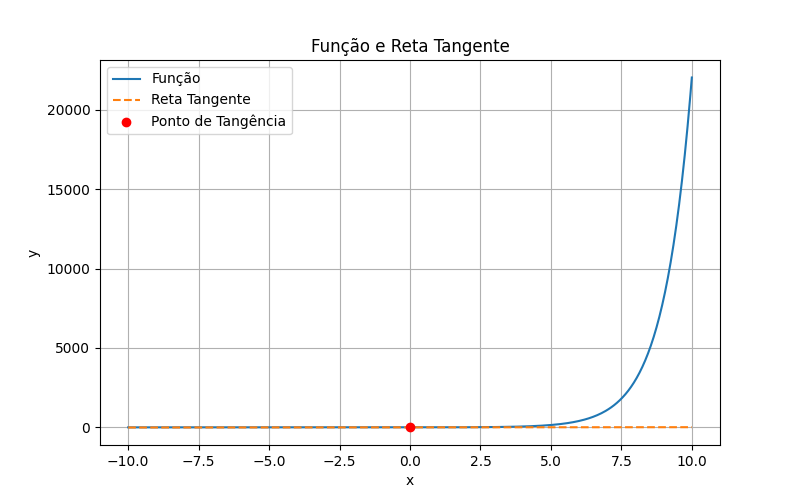 Função e Reta Tangente
Função
Reta Tangente
Ponto de Tangência
y
20000
15000
10000
5000
0
−10.0 −7.5 −5.0 −2.5 0.0 2.5 5.0 7.5 10.0
x